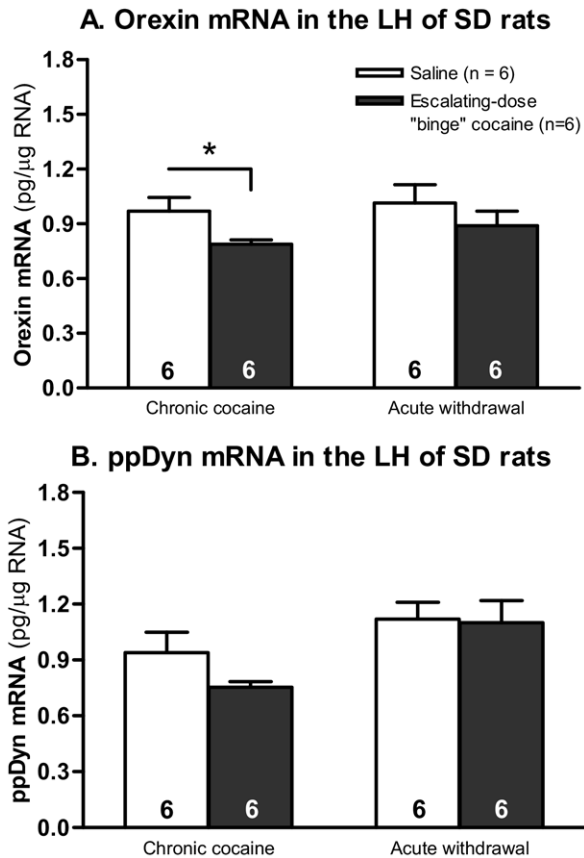 A. Orexin mRNA in the LH of SD rats
Orexin mRNA (pg/µg RNA)
1.8
1.5
1.2
0.9
0.6
0.3
0.0
Saline (n = 6)
Escalating-dose
"binge" cocaine (n=6)
*
6 6 6 6
Chronic cocaine Acute withdrawal
B. ppDyn mRNA in the LH of SD rats
ppDyn mRNA (pg/µg RNA)
1.8
1.5
1.2
0.9
0.6
0.3
0.0
6 6 6 6
Chronic cocaine Acute withdrawal